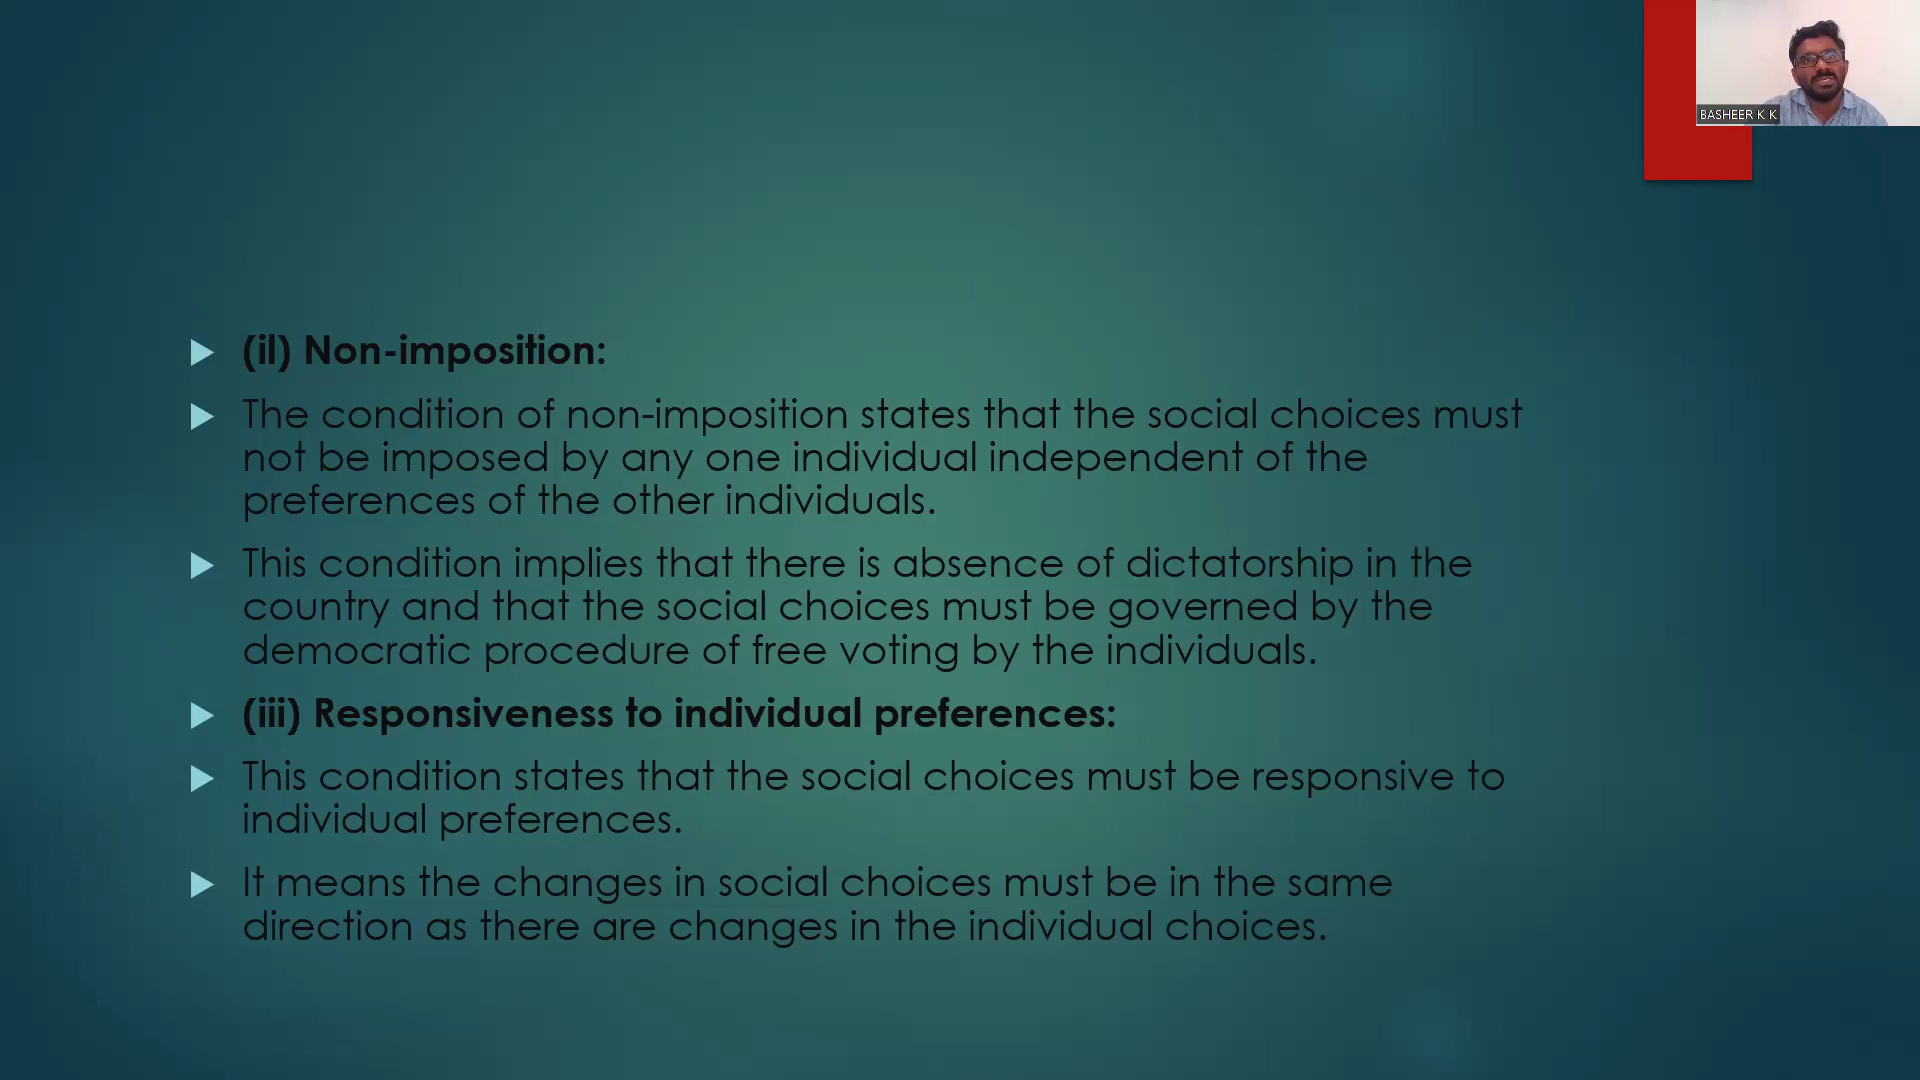 BASHEER K K
(il) Non-imposition:
The condition of non-imposition states that the social choices must
not be imposed by any one individual independent of the
preferences of the other individuals.
This condition implies that there is absence of dictatorship in the
country and that the social choices must be governed by the
democratic procedure of free voting by the individuals.
(iii) Responsiveness to individual preferences:
This condition states that the social choices must be responsive to
individual preferences.
It means the changes in social choices must be in the same
direction as there are changes in the individual choices.